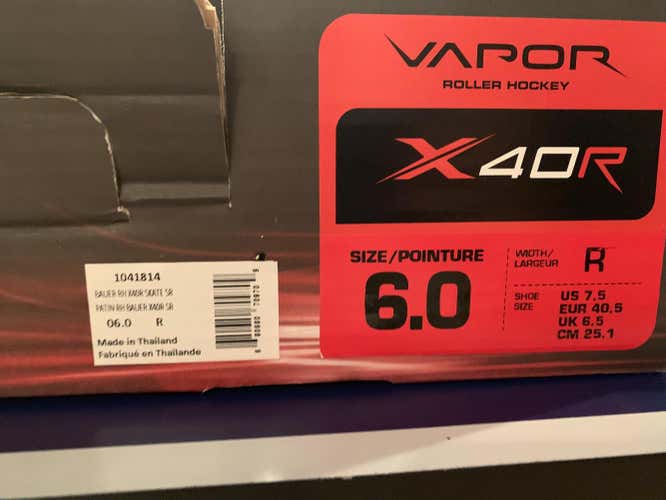 VAPOR
ROLLER HOCKEY
X40R
SIZE/POINTURE
6.0
WIDTH/
LARGEUR
R
SHOE
SIZE
US 7.5
EUR 40.5
UK 6.5
CM 25.1
1041814
BAUER RH X40R SKATE SR
PATIN RH BAUER X40R SR
06.0 R
Made in Thailand
Fabriqué en Thaïlande